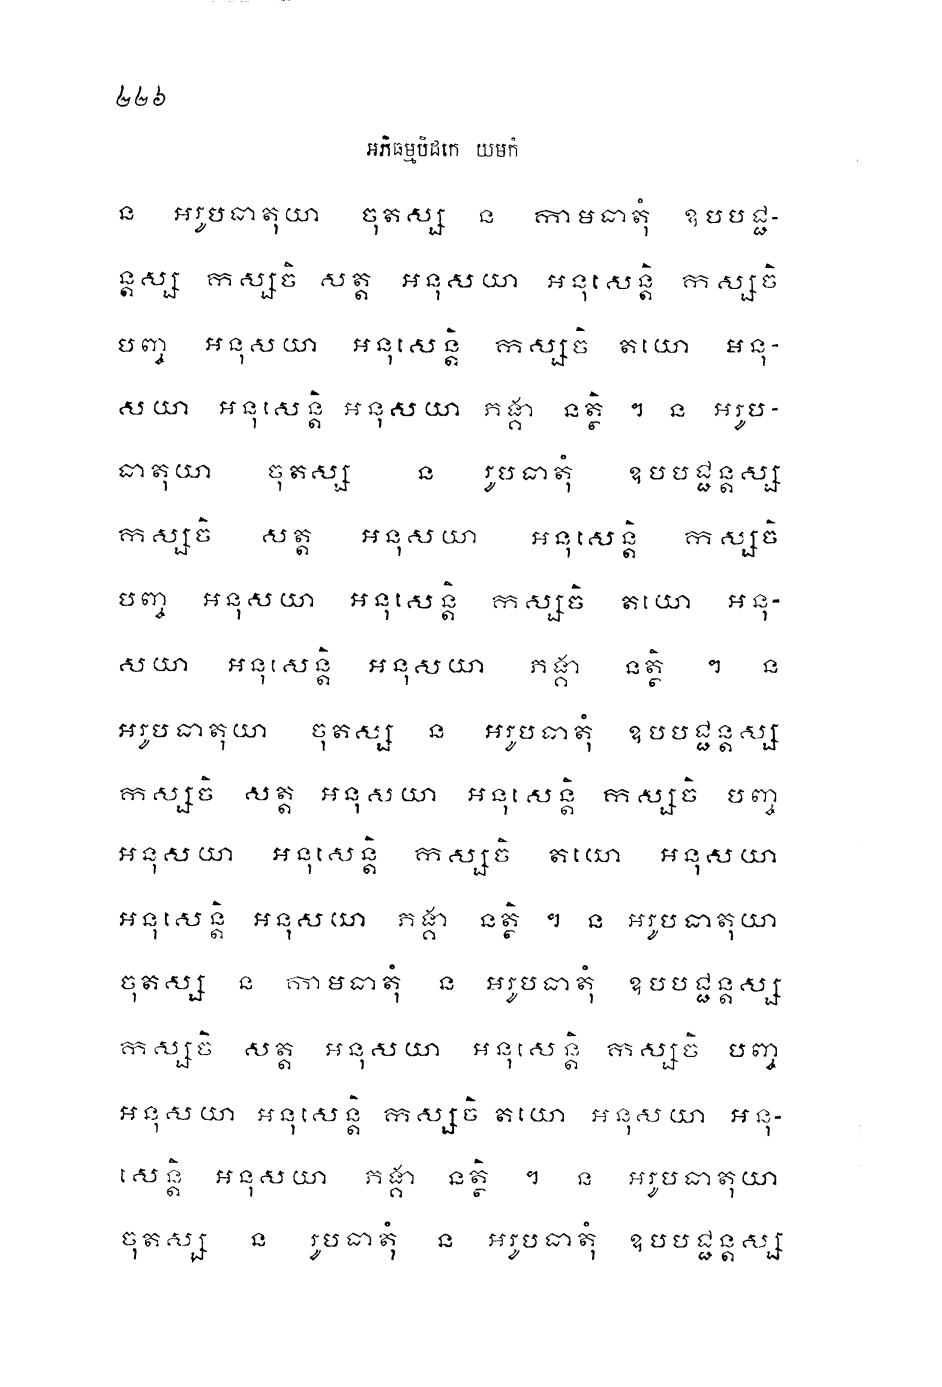 ២២៦
អភិធម្មបិដកេ យមកំ
ន អរូបធាតុយា ចុតស្ស ន កាមធាតុំ ឧបបជ្ជ-
ន្តស្ស កស្សចិ សត្ត អនុសយា អនុសេន្តិ កស្សចិ
បញ្ច អនុសយា អនុសេន្តិ កស្សចិ តយោ អនុ-
សយា អនុសេន្តិ អនុសយា ភង្គា នត្ថិ ។ ន អរូប-
ធាតុយា ចុតស្ស ន រូបធាតុំ ឧបបជ្ជន្តស្ស
កស្សចិ សត្ត អនុសយា អនុសេន្តិ កស្សចិ
បញ្ច អនុសយា អនុសេន្តិ កស្សចិ តយោ អនុ-
សយា អនុសេន្តិ អនុសយា ភង្គា នត្ថិ ។ ន
អរូបធាតុយា ចុតស្ស ន អរូបធាតុំ ឧបបជ្ជន្តស្ស
កស្សចិ សត្ត អនុសយា អនុសេន្តិ កស្សចិ បញ្ច
អនុសយា អនុសេន្តិ កស្សចិ តយោ អនុសយា
អនុសេន្តិ អនុសយា ភង្គា នត្ថិ ។ ន អរូបធាតុយា
ចុតស្ស ន កាមធាតុំ ន អរូបធាតុំ ឧបបជ្ជន្តស្ស
កស្សចិ សត្ត អនុសយា អនុសេន្តិ កស្សចិ បញ្ច
អនុសយា អនុសេន្តិ កស្សចិ តយោ អនុសយា អនុ-
សេន្តិ អនុសយា ភង្គា នត្ថិ ។ ន អរូបធាតុយា
ចុតស្ស ន រូបធាតុំ ន អរូបធាតុំ ឧបបជ្ជន្តស្ស